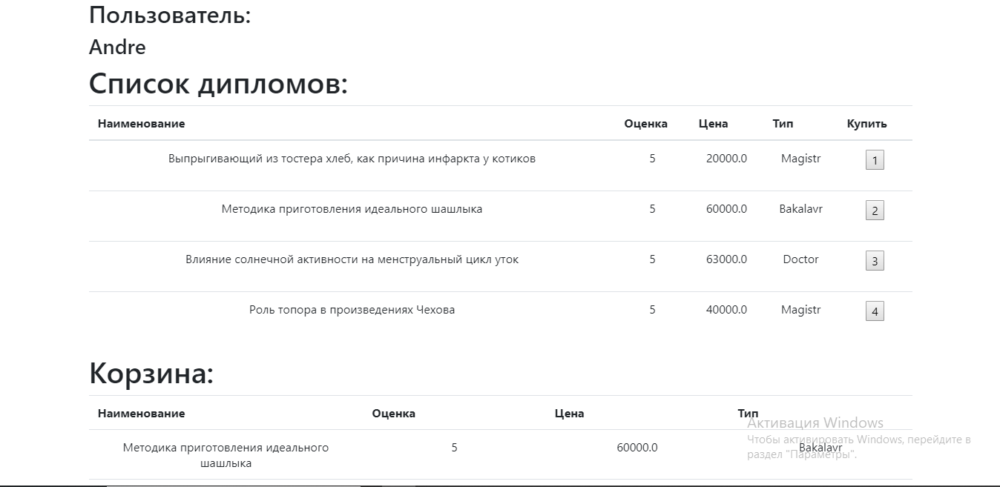 Пользователь:
Andre
Список дипломов:
Наименование Оценка Цена Тип Купить
Выпрыгивающий из тостера хлеб, как причина инфаркта у котиков 5 20000.0 Magistr 1
Методика приготовления идеального шашлыка 5 60000.0 Bakalavr 2
Влияние солнечной активности на менструальный цикл уток 5 63000.0 Doctor 3
Роль топора в произведениях Чехова 5 40000.0 Magistr 4
Корзина:
Наименование Оценка Цена Тип
Методика приготовления идеального
шашлыка 5 60000.0 Bakalavr
Активация Windows
Чтобы активировать Windows, перейдите в
раздел "Параметры".